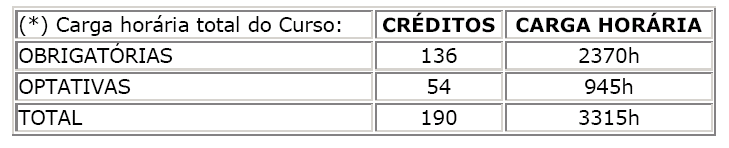 (*) Carga horária total do Curso: CRÉDITOS CARGA HORÁRIA
OBRIGATÓRIAS 136 2370h
OPTATIVAS 54 945h
TOTAL 190 3315h